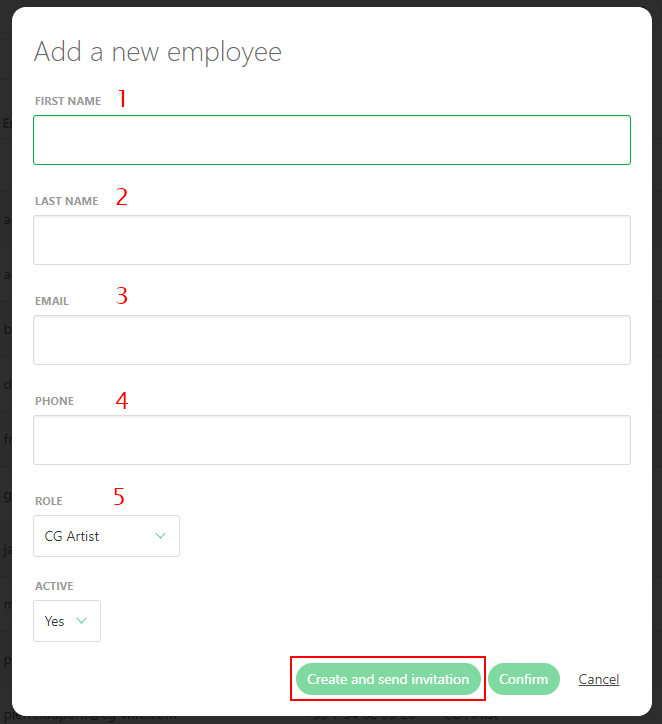 Add a new employee
FIRST NAME 1
LAST NAME 2
EMAIL 3
PHONE 4
ROLE 5
CG Artist
ACTIVE
Yes
Create and send invitation Confirm Cancel